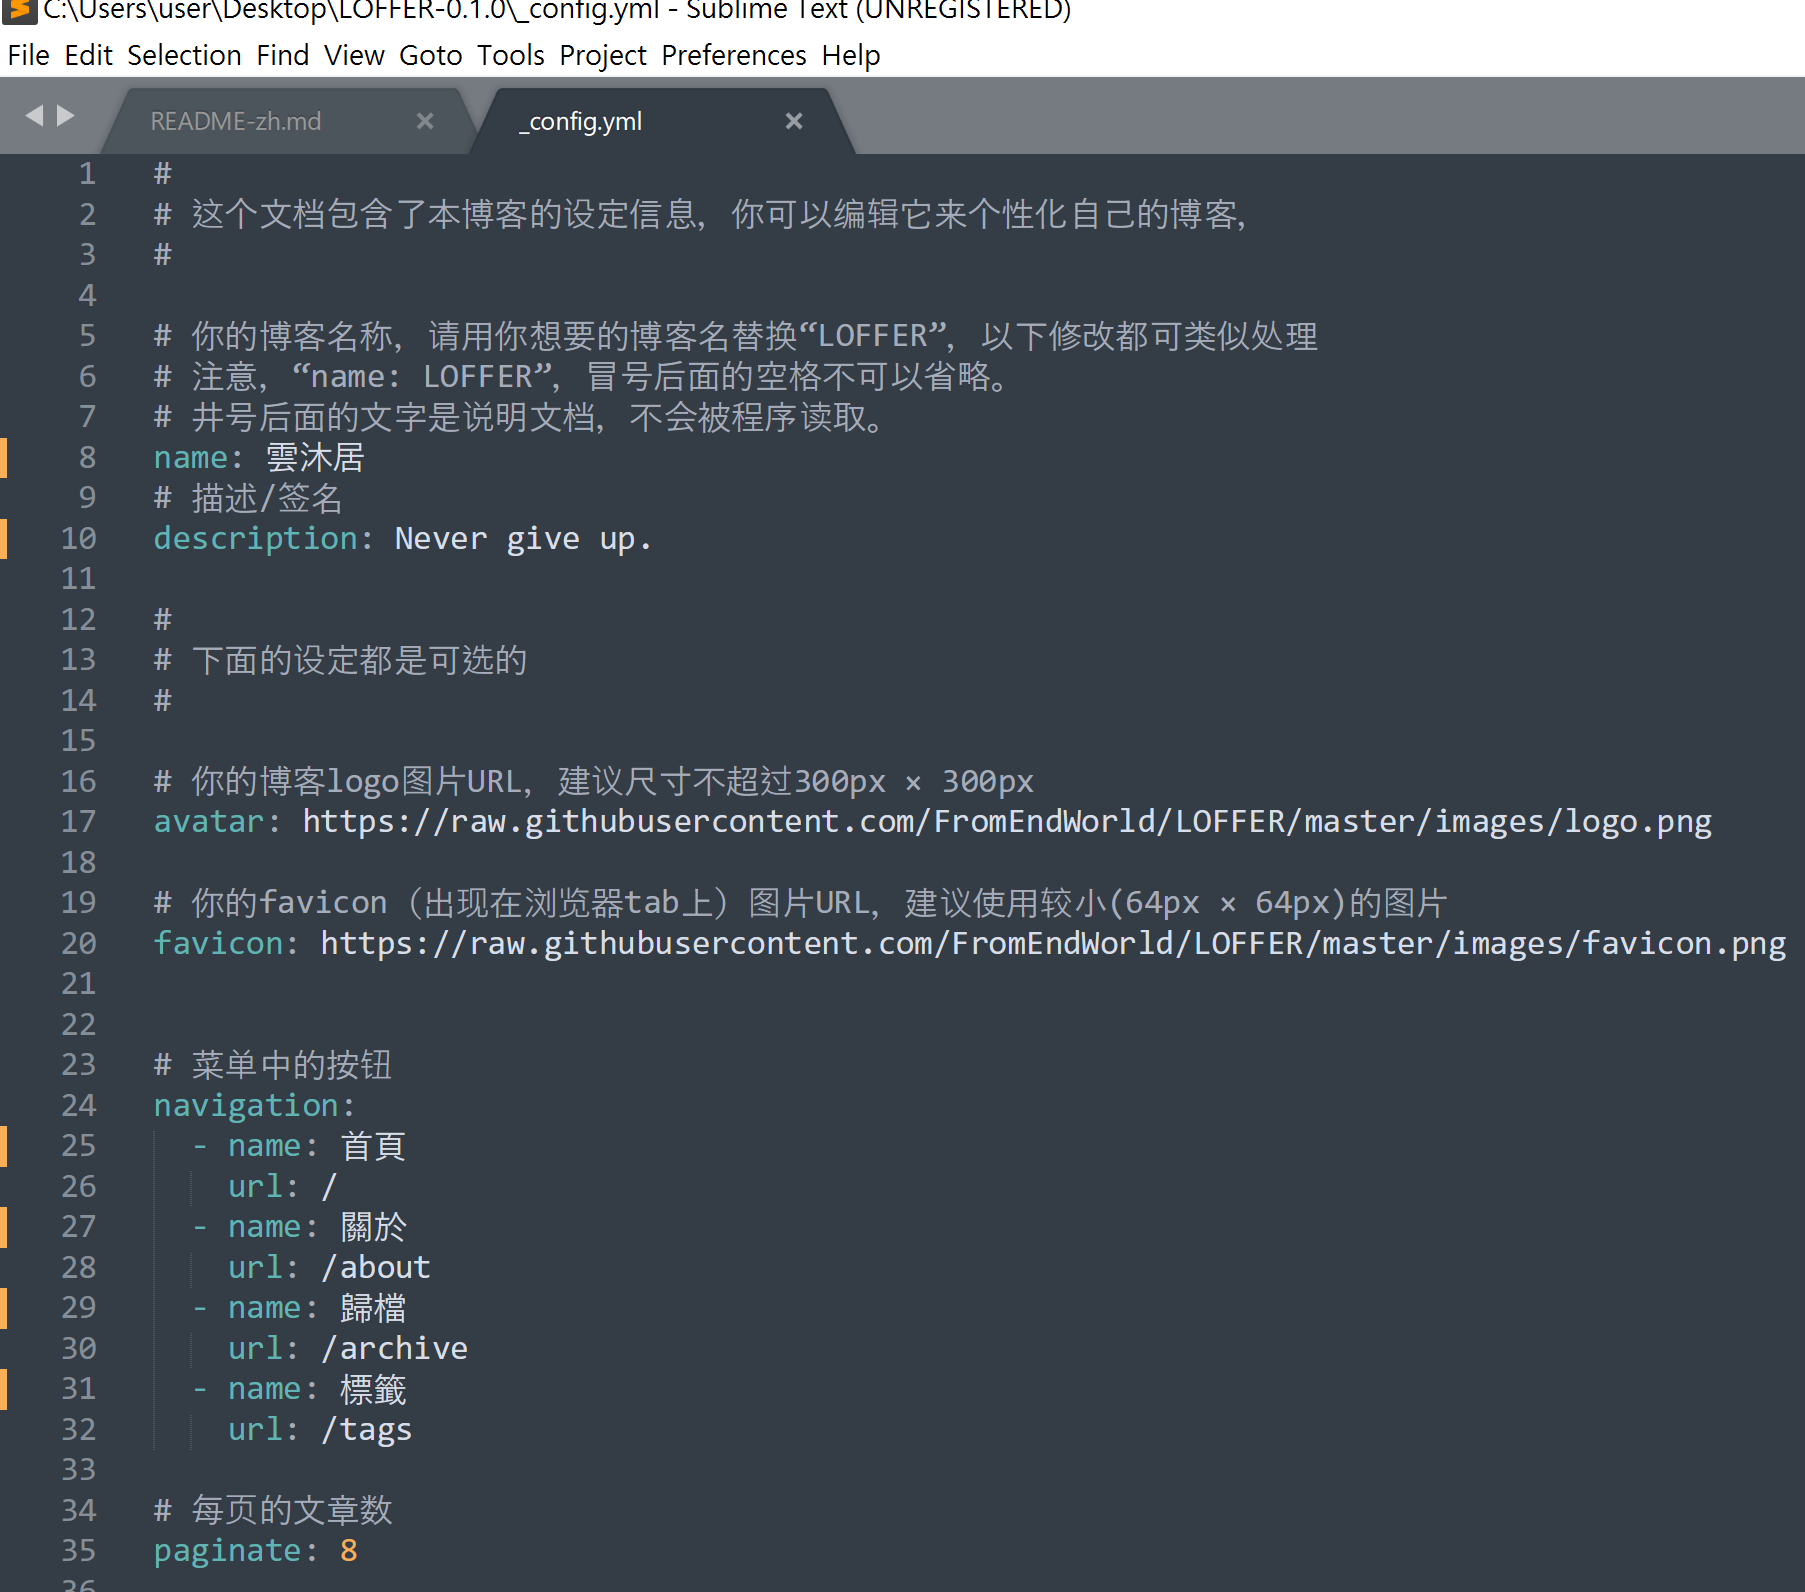 C:\Users\user\Desktop\LOFFER-0.1.0\_config.yml - Sublime Text (UNREGISTERED)
File Edit Selection Find View Goto Tools Project Preferences Help
README-zh.md × _config.yml ×
1 #
2 # 这个文档包含了本博客的设定信息，你可以编辑它来个性化自己的博客，
3 #
4
5 # 你的博客名称，请用你想要的博客名替换“LOFFER”，以下修改都可类似处理
6 # 注意，“name: LOFFER”，冒号后面的空格不可以省略。
7 # 井号后面的文字是说明文档，不会被程序读取。
8 name: 雲沐居
9 # 描述/签名
10 description: Never give up.
11
12 #
13 # 下面的设定都是可选的
14 #
15
16 # 你的博客logo图片URL，建议尺寸不超过300px × 300px
17 avatar: https://raw.githubusercontent.com/FromEndWorld/LOFFER/master/images/logo.png
18
19 # 你的favicon（出现在浏览器tab上）图片URL，建议使用较小(64px × 64px)的图片
20 favicon: https://raw.githubusercontent.com/FromEndWorld/LOFFER/master/images/favicon.png
21
22
23 # 菜单中的按钮
24 navigation:
25 - name: 首頁
26 url: /
27 - name: 關於
28 url: /about
29 - name: 歸檔
30 url: /archive
31 - name: 標籤
32 url: /tags
33
34 # 每页的文章数
35 paginate: 8
36